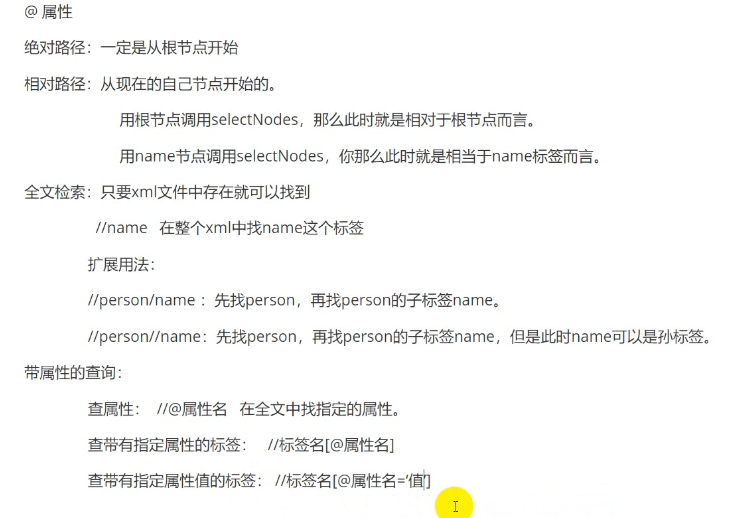 @ 属性
绝对路径：一定是从根节点开始
相对路径：从现在的自己节点开始的。
用根节点调用selectNodes，那么此时就是相对于根节点而言。
用name节点调用selectNodes，你那么此时就是相当于name标签而言。
全文检索：只要xml文件中存在就可以找到
//name 在整个xml中找name这个标签
扩展用法：
//person/name ：先找person，再找person的子标签name。
//person//name：先找person，再找person的子标签name，但是此时name可以是孙标签。
带属性的查询：
查属性： //@属性名 在全文中找指定的属性。
查带有指定属性的标签： //标签名[@属性名]
查带有指定属性值的标签： //标签名[@属性名='值']